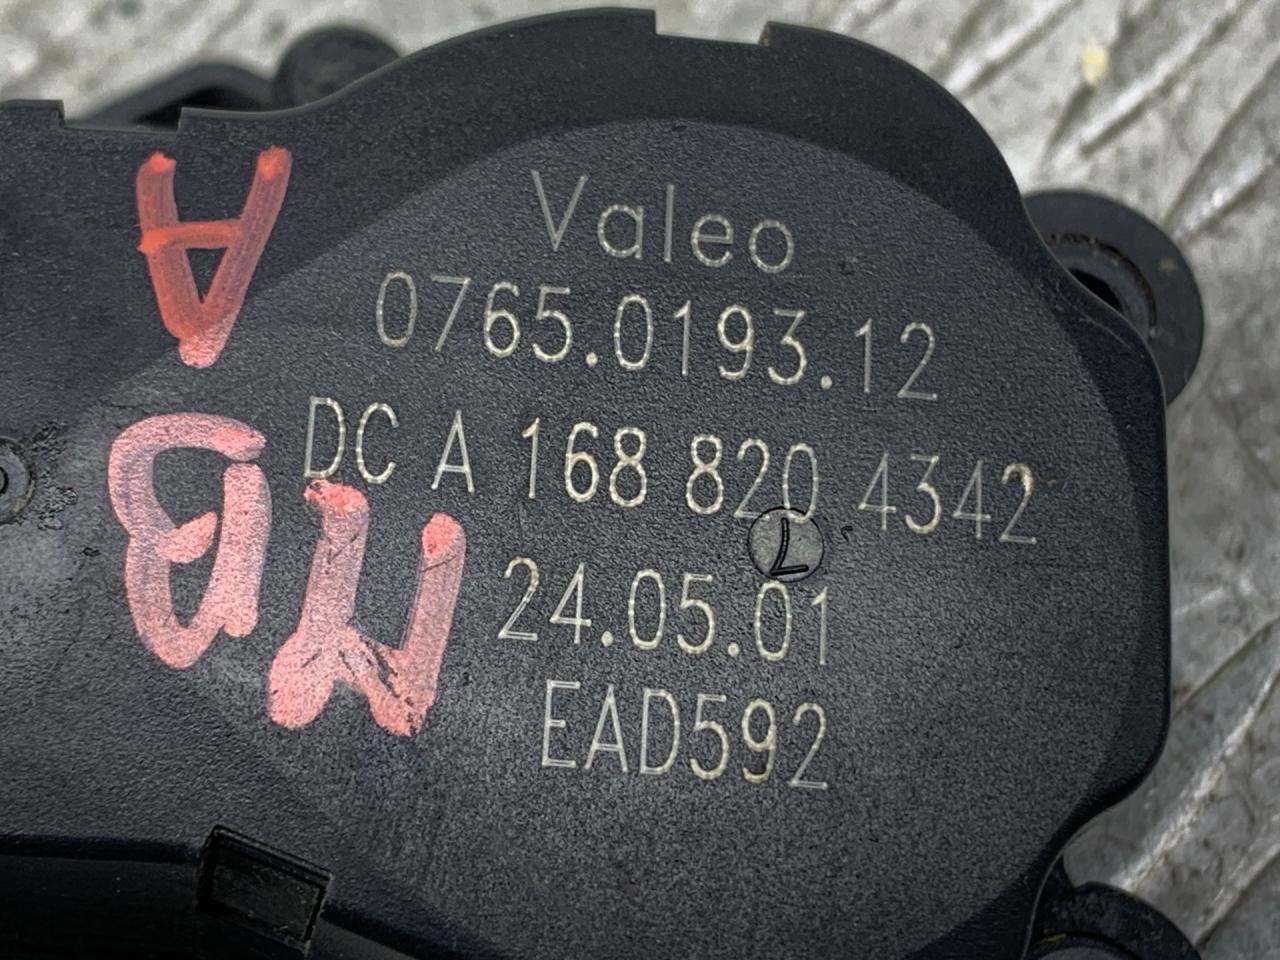 Valeo
0765.0193.12
DC A 168 820 4342
24.05.01
EAD592
A